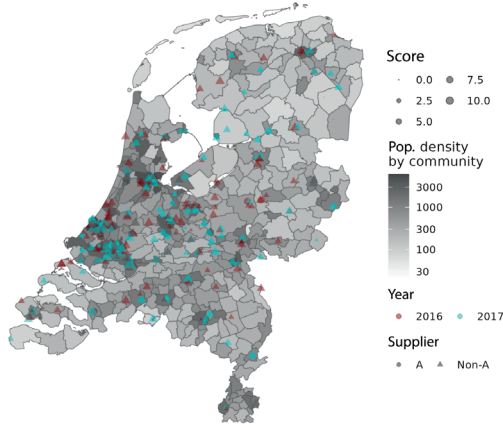 Score
0.0 7.5
2.5 10.0
5.0
Pop. density
by community
3000
1000
300
100
30
Year
2016 2017
Supplier
A Non-A